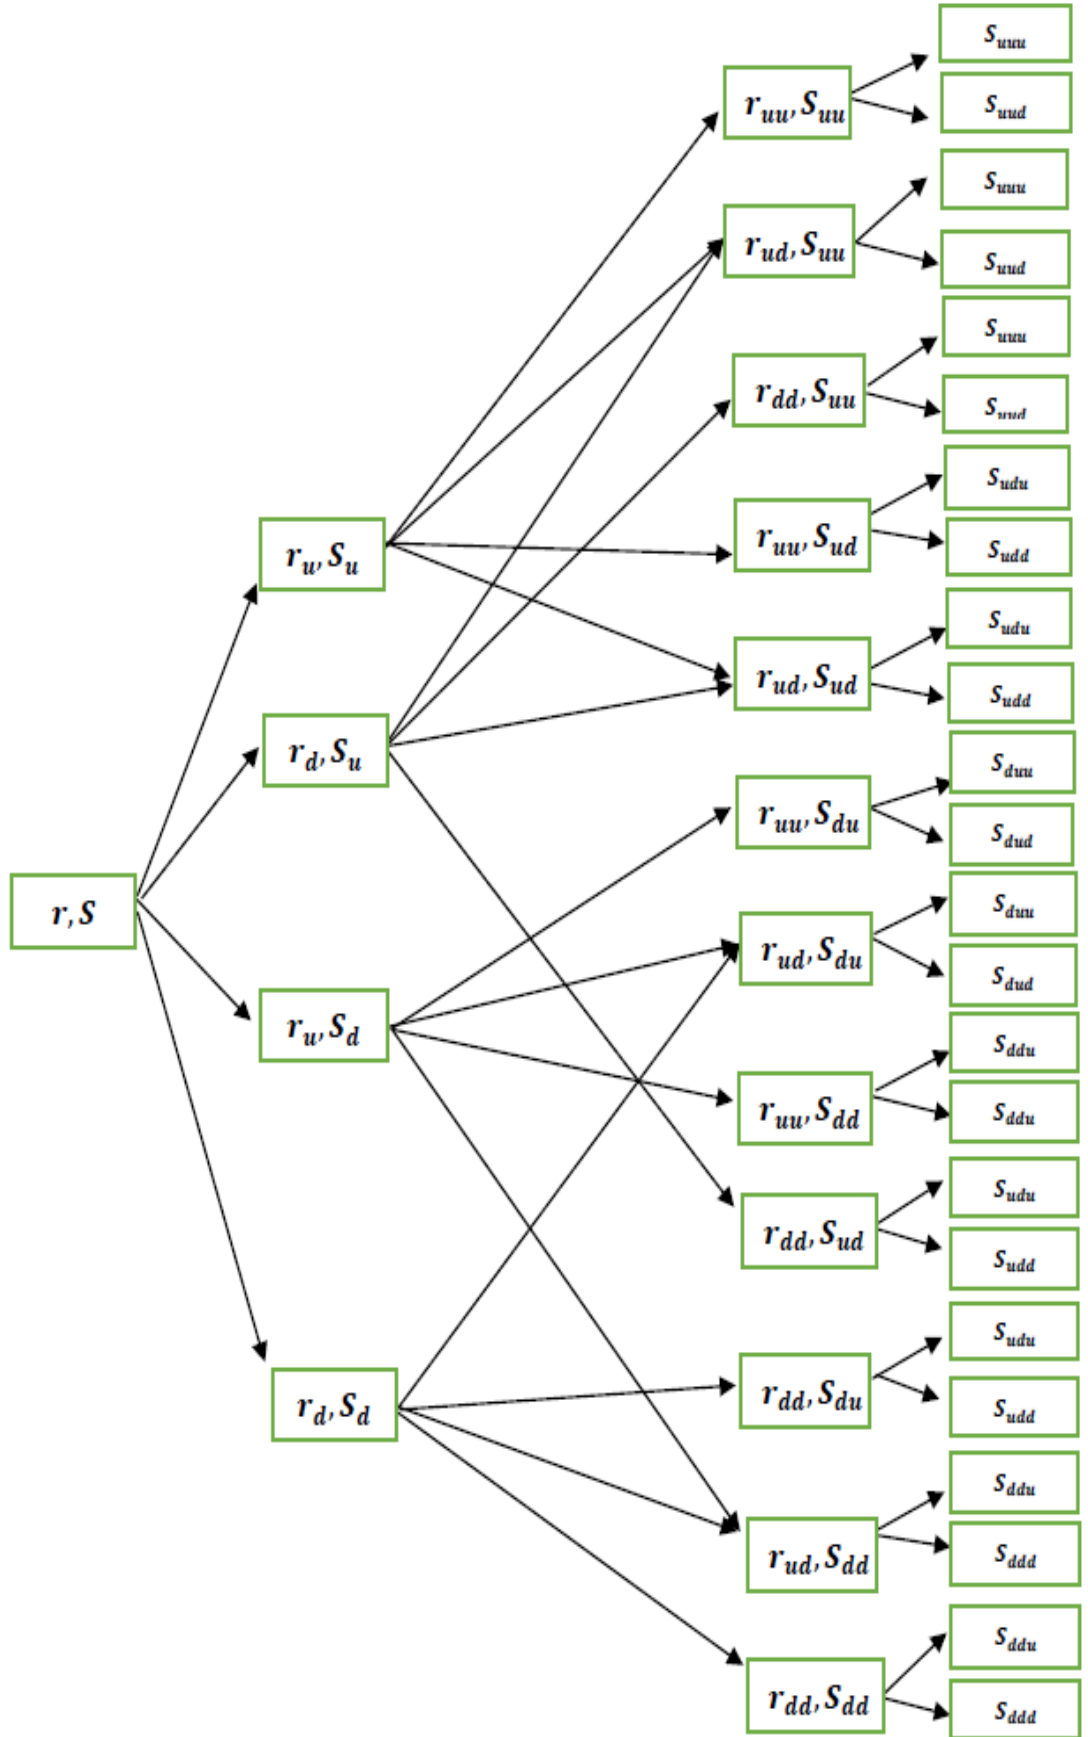 r, S
r_u, S_u
r_d, S_u
r_u, S_d
r_d, S_d
r_uu, S_uu
r_ud, S_uu
r_dd, S_uu
r_uu, S_ud
r_ud, S_ud
r_uu, S_du
r_ud, S_du
r_uu, S_dd
r_dd, S_ud
r_dd, S_du
r_ud, S_dd
r_dd, S_dd
S_uuu
S_uud
S_uuu
S_uud
S_uuu
S_uud
S_udu
S_udd
S_udu
S_udd
S_duu
S_dud
S_duu
S_dud
S_ddu
S_ddu
S_udu
S_udd
S_udu
S_udd
S_ddu
S_ddd
S_ddu
S_ddd